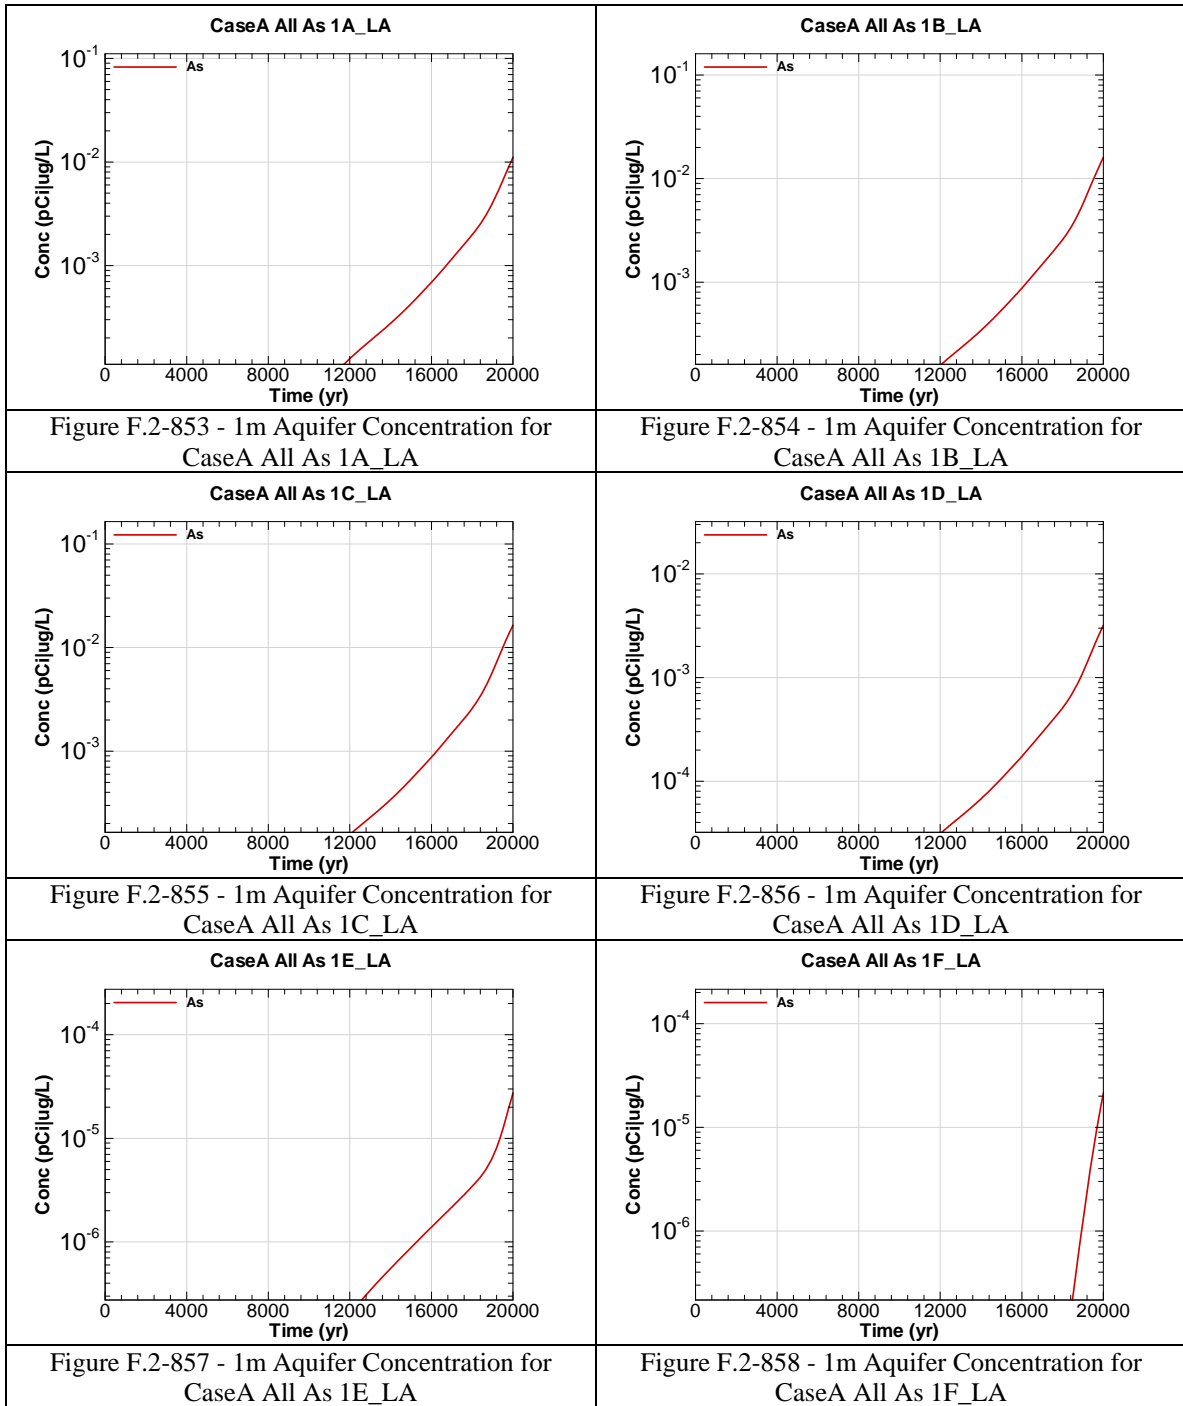 CaseA All As 1A_LA
As
Conc (pCi|ug/L)
10-1
10-2
10-3
0 4000 8000 12000 16000 20000
Time (yr)
Figure F.2-853 - 1m Aquifer Concentration for
CaseA All As 1A_LA
CaseA All As 1B_LA
As
Conc (pCi|ug/L)
10-1
10-2
10-3
0 4000 8000 12000 16000 20000
Time (yr)
Figure F.2-854 - 1m Aquifer Concentration for
CaseA All As 1B_LA
CaseA All As 1C_LA
As
Conc (pCi|ug/L)
10-1
10-2
10-3
0 4000 8000 12000 16000 20000
Time (yr)
Figure F.2-855 - 1m Aquifer Concentration for
CaseA All As 1C_LA
CaseA All As 1D_LA
As
Conc (pCi|ug/L)
10-2
10-3
10-4
0 4000 8000 12000 16000 20000
Time (yr)
Figure F.2-856 - 1m Aquifer Concentration for
CaseA All As 1D_LA
CaseA All As 1E_LA
As
Conc (pCi|ug/L)
10-4
10-5
10-6
0 4000 8000 12000 16000 20000
Time (yr)
Figure F.2-857 - 1m Aquifer Concentration for
CaseA All As 1E_LA
CaseA All As 1F_LA
As
Conc (pCi|ug/L)
10-4
10-5
10-6
0 4000 8000 12000 16000 20000
Time (yr)
Figure F.2-858 - 1m Aquifer Concentration for
CaseA All As 1F_LA